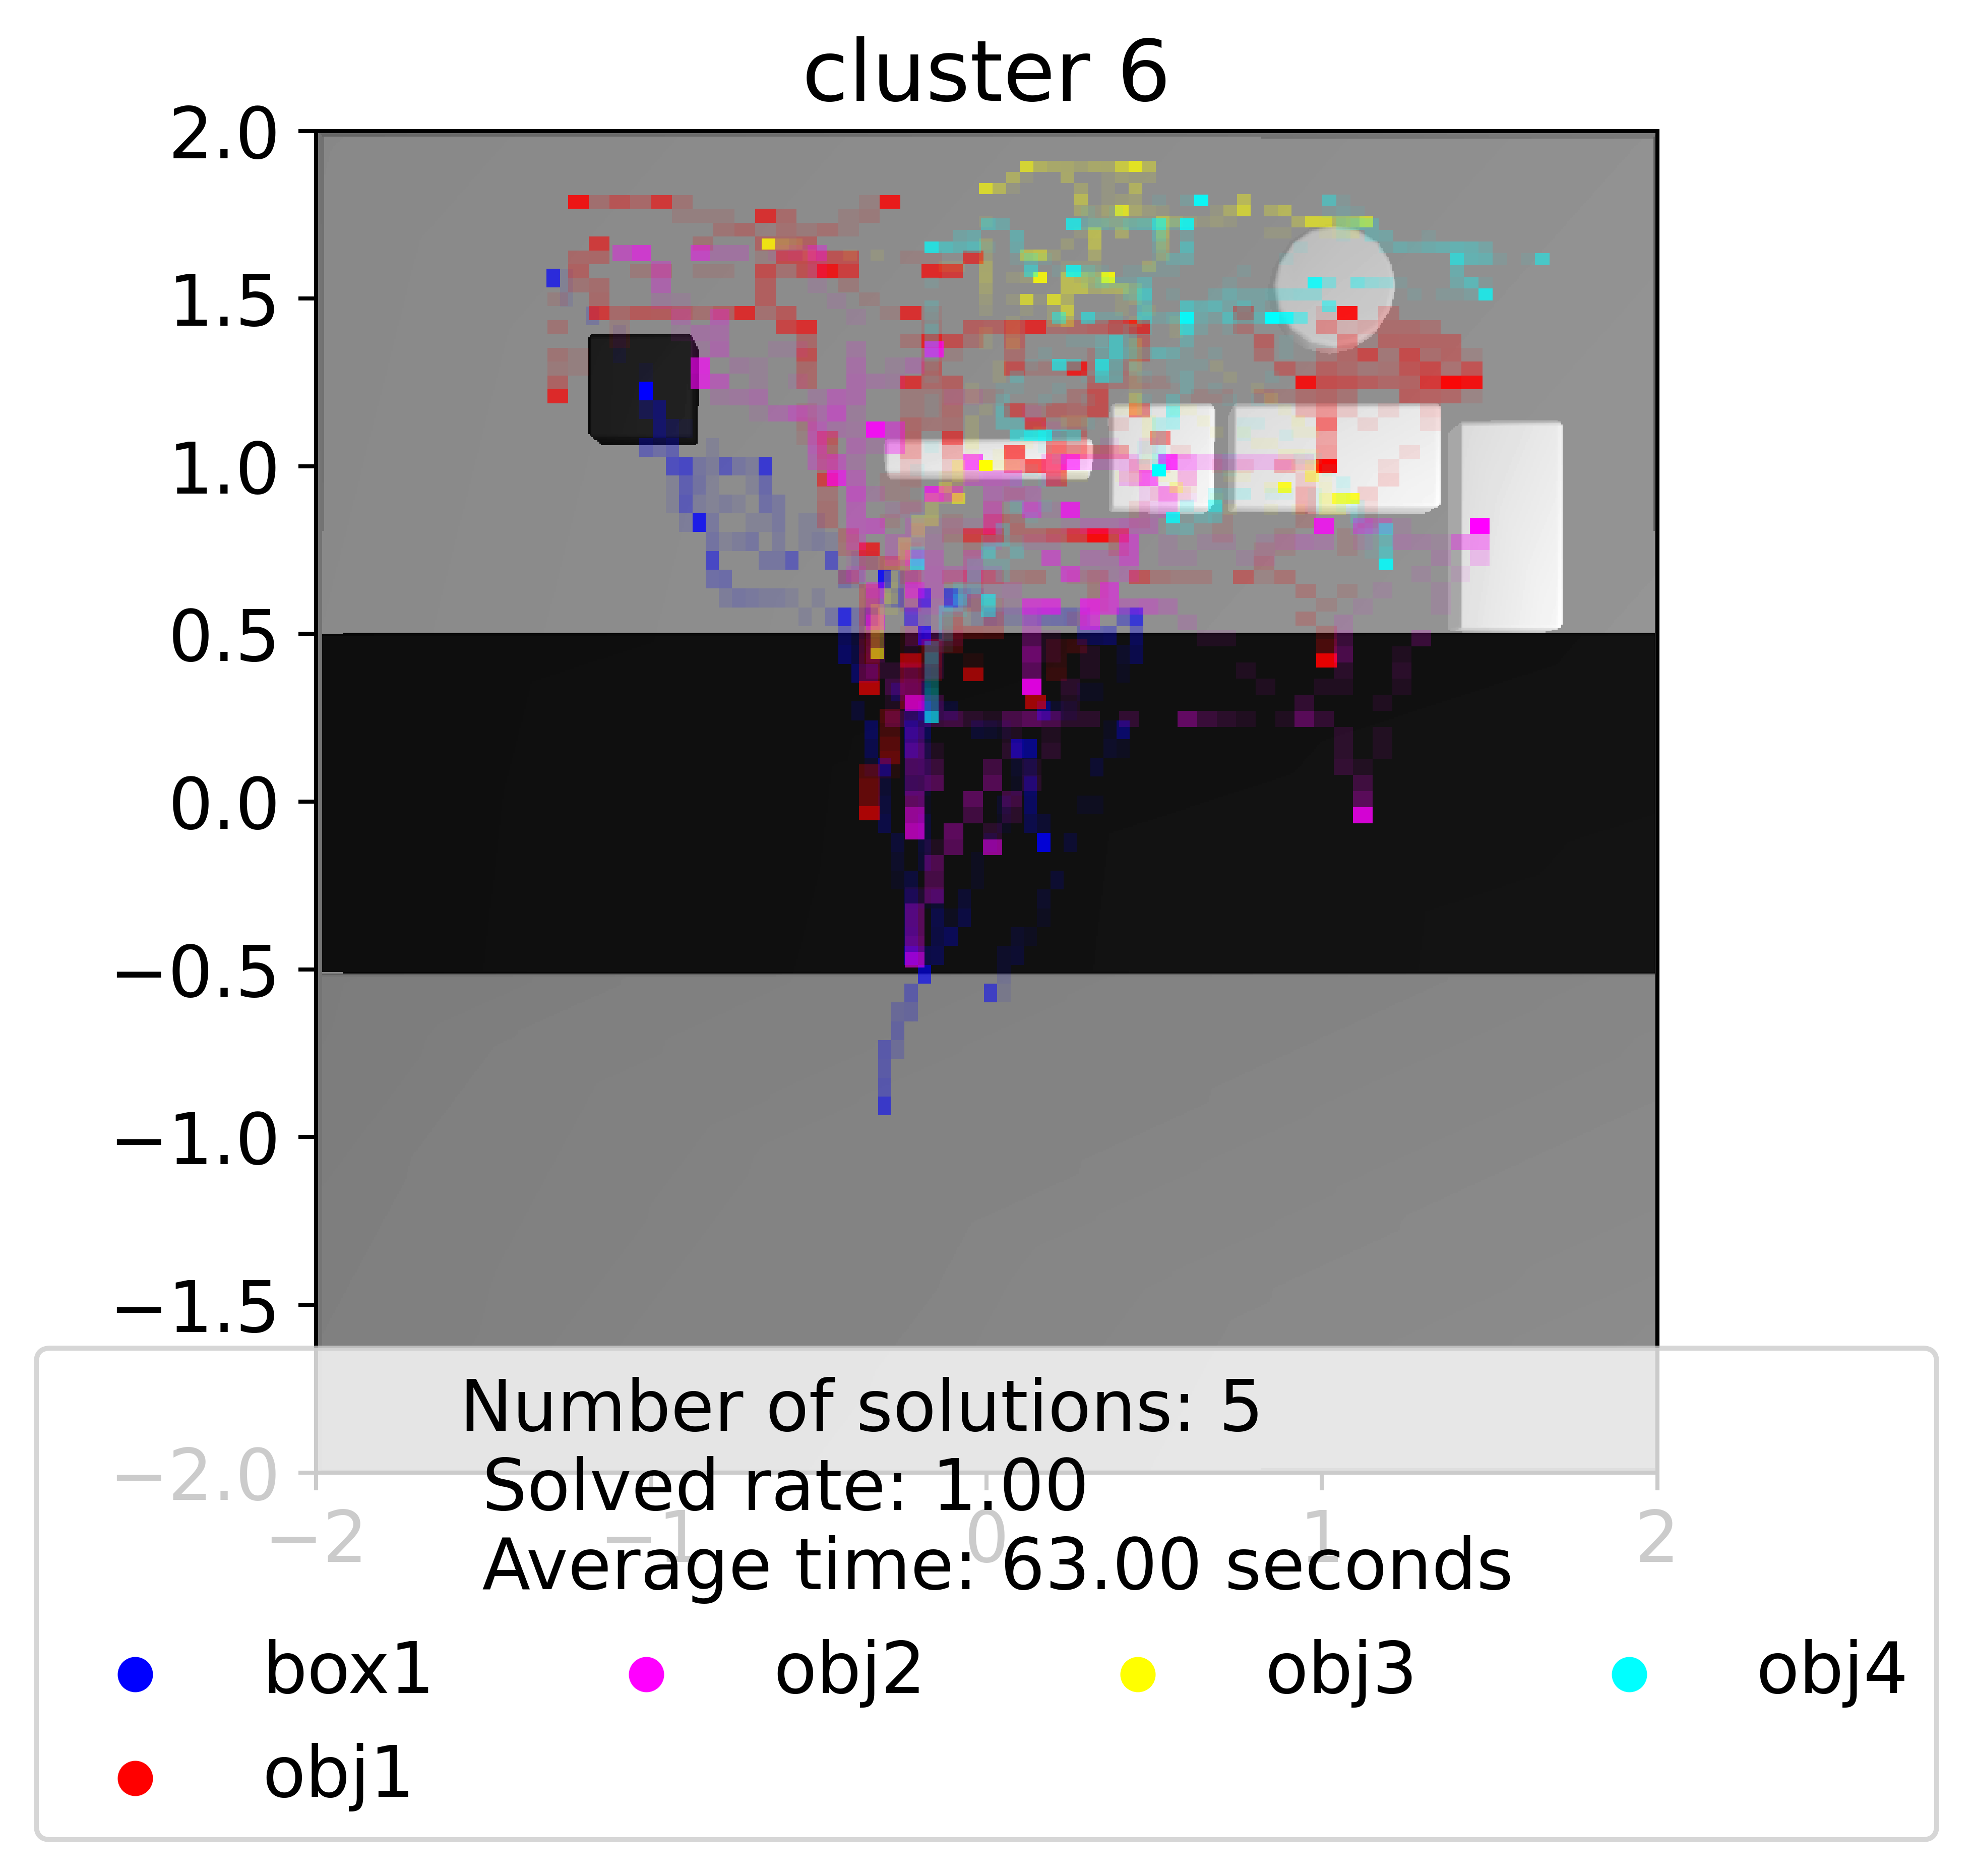 cluster 6
2.0
1.5
1.0
0.5
0.0
−0.5
−1.0
−1.5
−2.0
−2 −1 0 1 2
Number of solutions: 5
Solved rate: 1.00
Average time: 63.00 seconds
box1 obj2 obj3 obj4
obj1